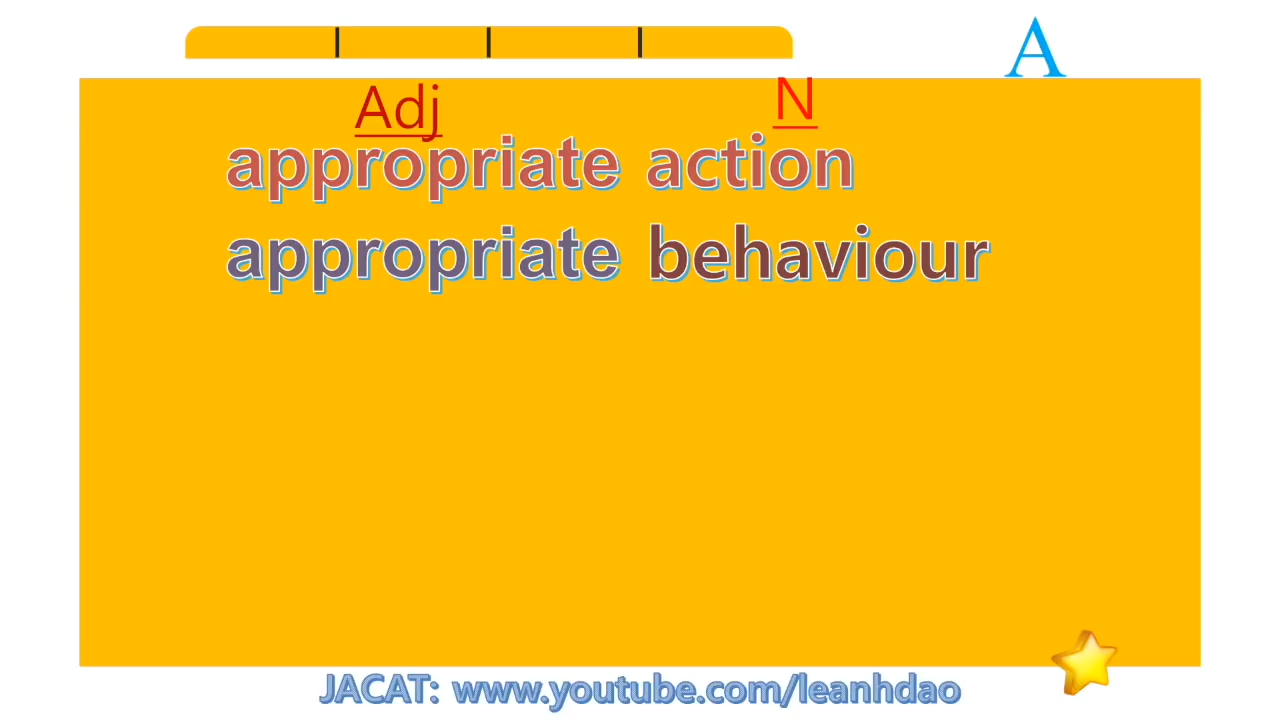 A
Adj N
appropriate action
appropriate behaviour
JACAT: www.youtube.com/leanhdao